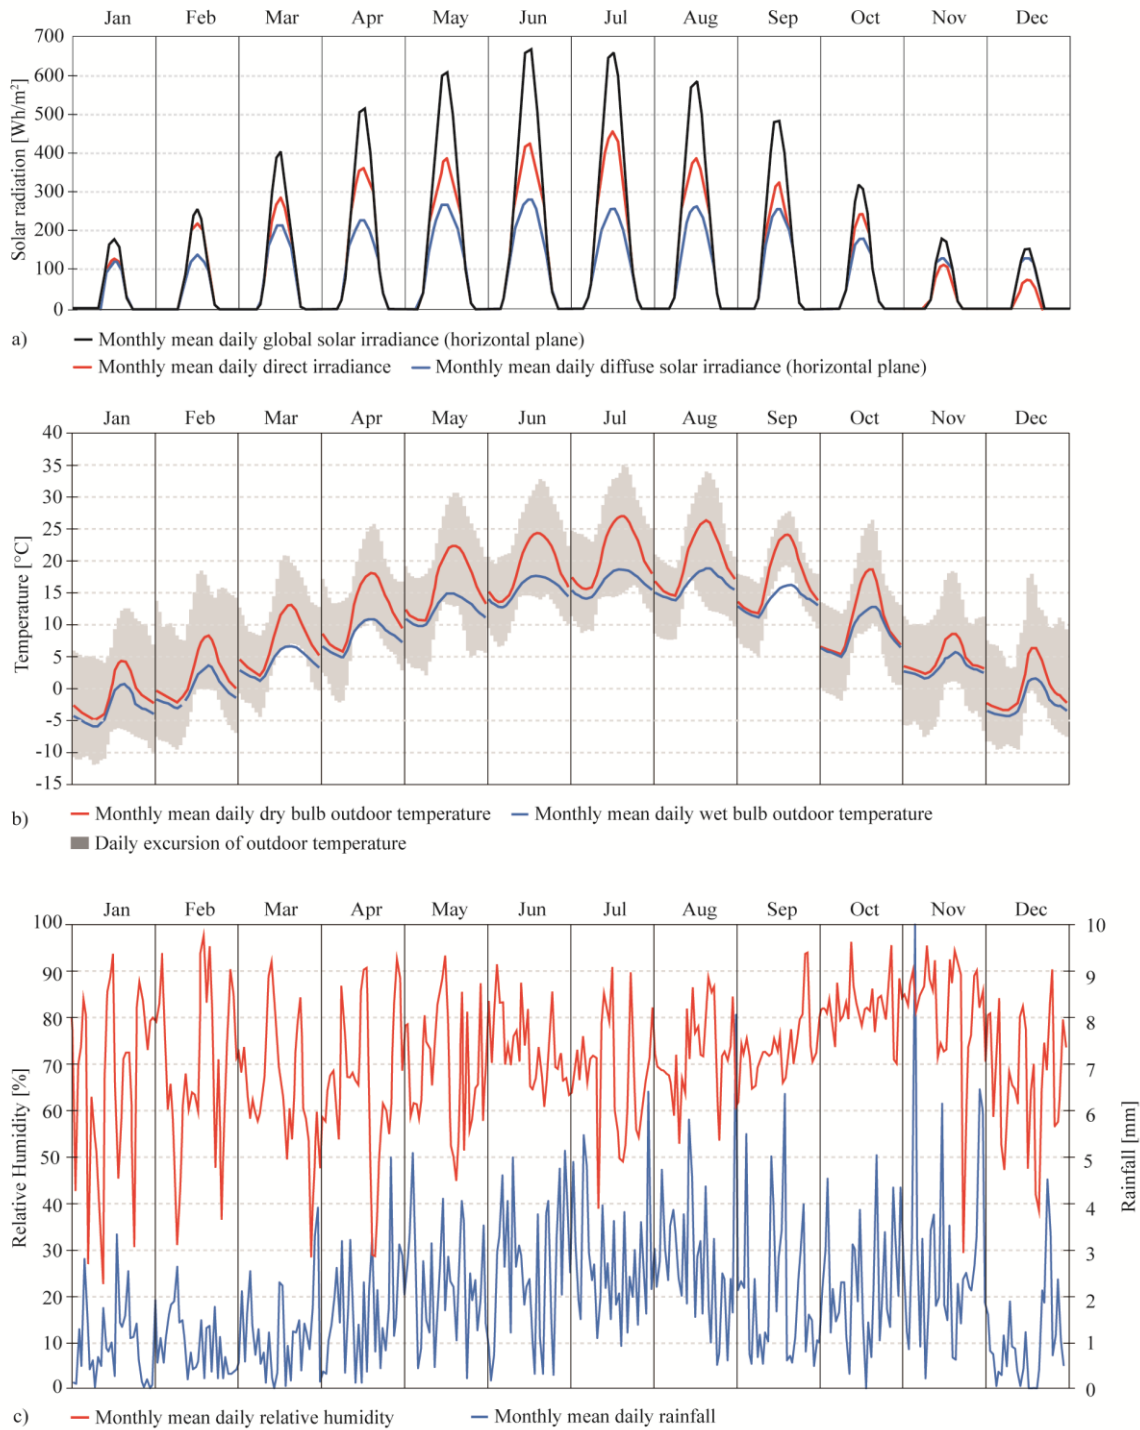 Jan Feb Mar Apr May Jun Jul Aug Sep Oct Nov Dec
Solar radiation [Wh/m²]
700
600
500
400
300
200
100
0
a)
Monthly mean daily global solar irradiance (horizontal plane)
Monthly mean daily direct irradiance Monthly mean daily diffuse solar irradiance (horizontal plane)
Jan Feb Mar Apr May Jun Jul Aug Sep Oct Nov Dec
Temperature [°C]
40
35
30
25
20
15
10
5
0
-5
-10
-15
b)
Monthly mean daily dry bulb outdoor temperature Monthly mean daily wet bulb outdoor temperature
Daily excursion of outdoor temperature
Jan Feb Mar Apr May Jun Jul Aug Sep Oct Nov Dec
Relative Humidity [%]
100 10
90 9
80 8
70 7
60 6
50 5
40 4
30 3
20 2
10 1
0 0
Rainfall [mm]
c)
Monthly mean daily relative humidity Monthly mean daily rainfall